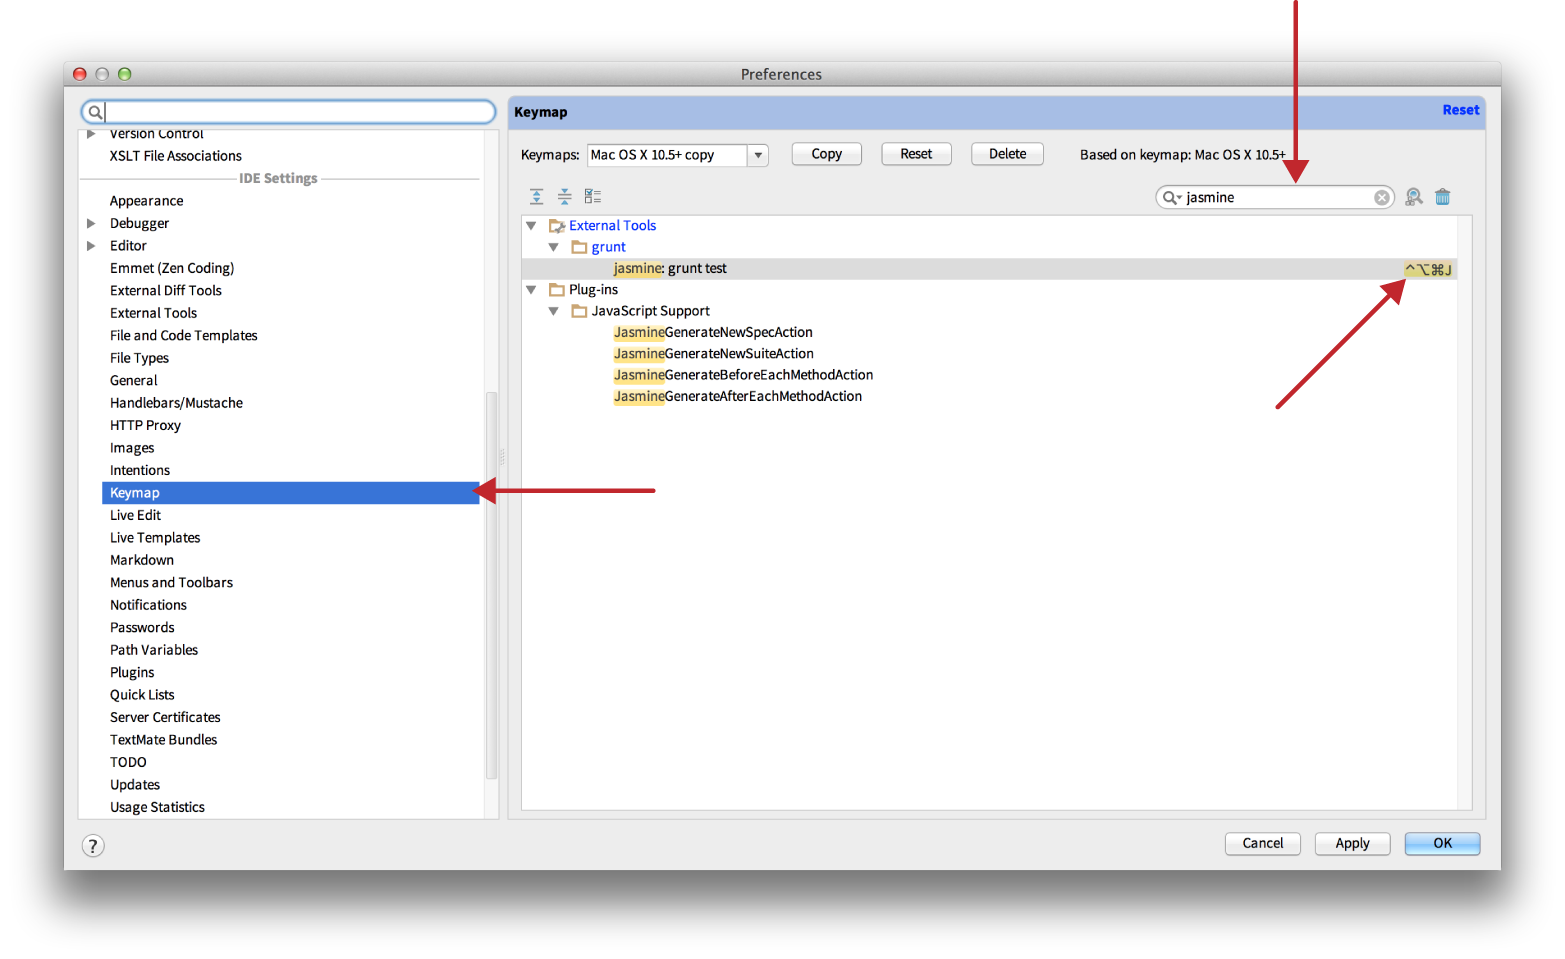 Preferences
Version Control
XSLT File Associations
IDE Settings
Appearance
Debugger
Editor
Emmet (Zen Coding)
External Diff Tools
External Tools
File and Code Templates
File Types
General
Handlebars/Mustache
HTTP Proxy
Images
Intentions
Keymap
Live Edit
Live Templates
Markdown
Menus and Toolbars
Notifications
Passwords
Path Variables
Plugins
Quick Lists
Server Certificates
TextMate Bundles
TODO
Updates
Usage Statistics
?
Keymap Reset
Keymaps: Mac OS X 10.5+ copy Copy Reset Delete Based on keymap: Mac OS X 10.5+
jasmine
External Tools
grunt
jasmine: grunt test ^⌥⌘J
Plug-ins
JavaScript Support
JasmineGenerateNewSpecAction
JasmineGenerateNewSuiteAction
JasmineGenerateBeforeEachMethodAction
JasmineGenerateAfterEachMethodAction
Cancel Apply OK